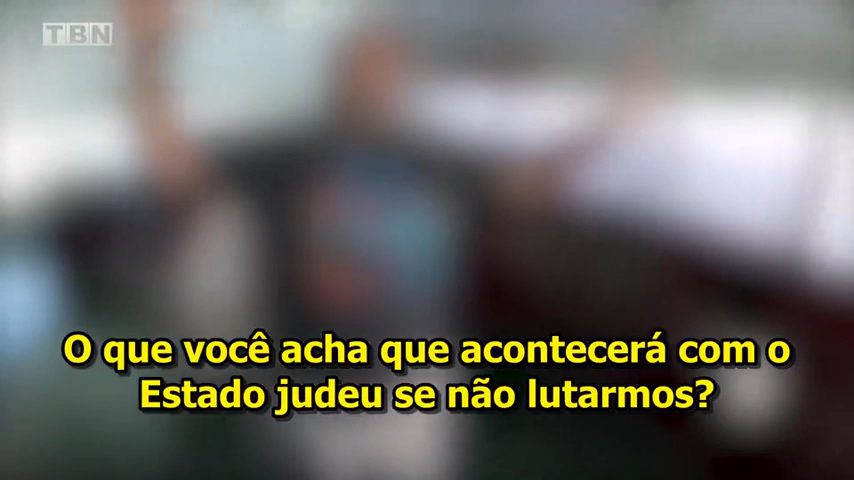 TBN
O que você acha que acontecerá com o
Estado judeu se não lutarmos?